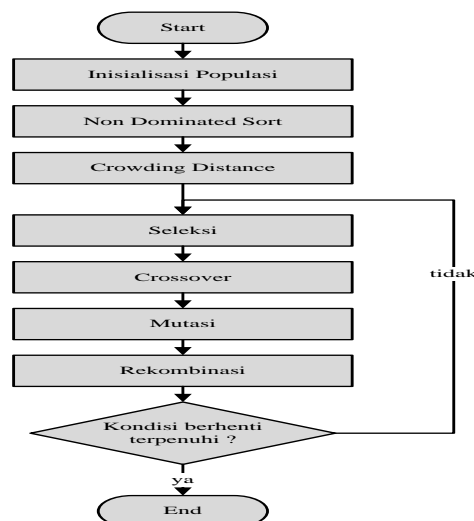 Start
Inisialisasi Populasi
Non Dominated Sort
Crowding Distance
Seleksi
Crossover
tidak
Mutasi
Rekombinasi
Kondisi berhenti
terpenuhi ?
ya
End